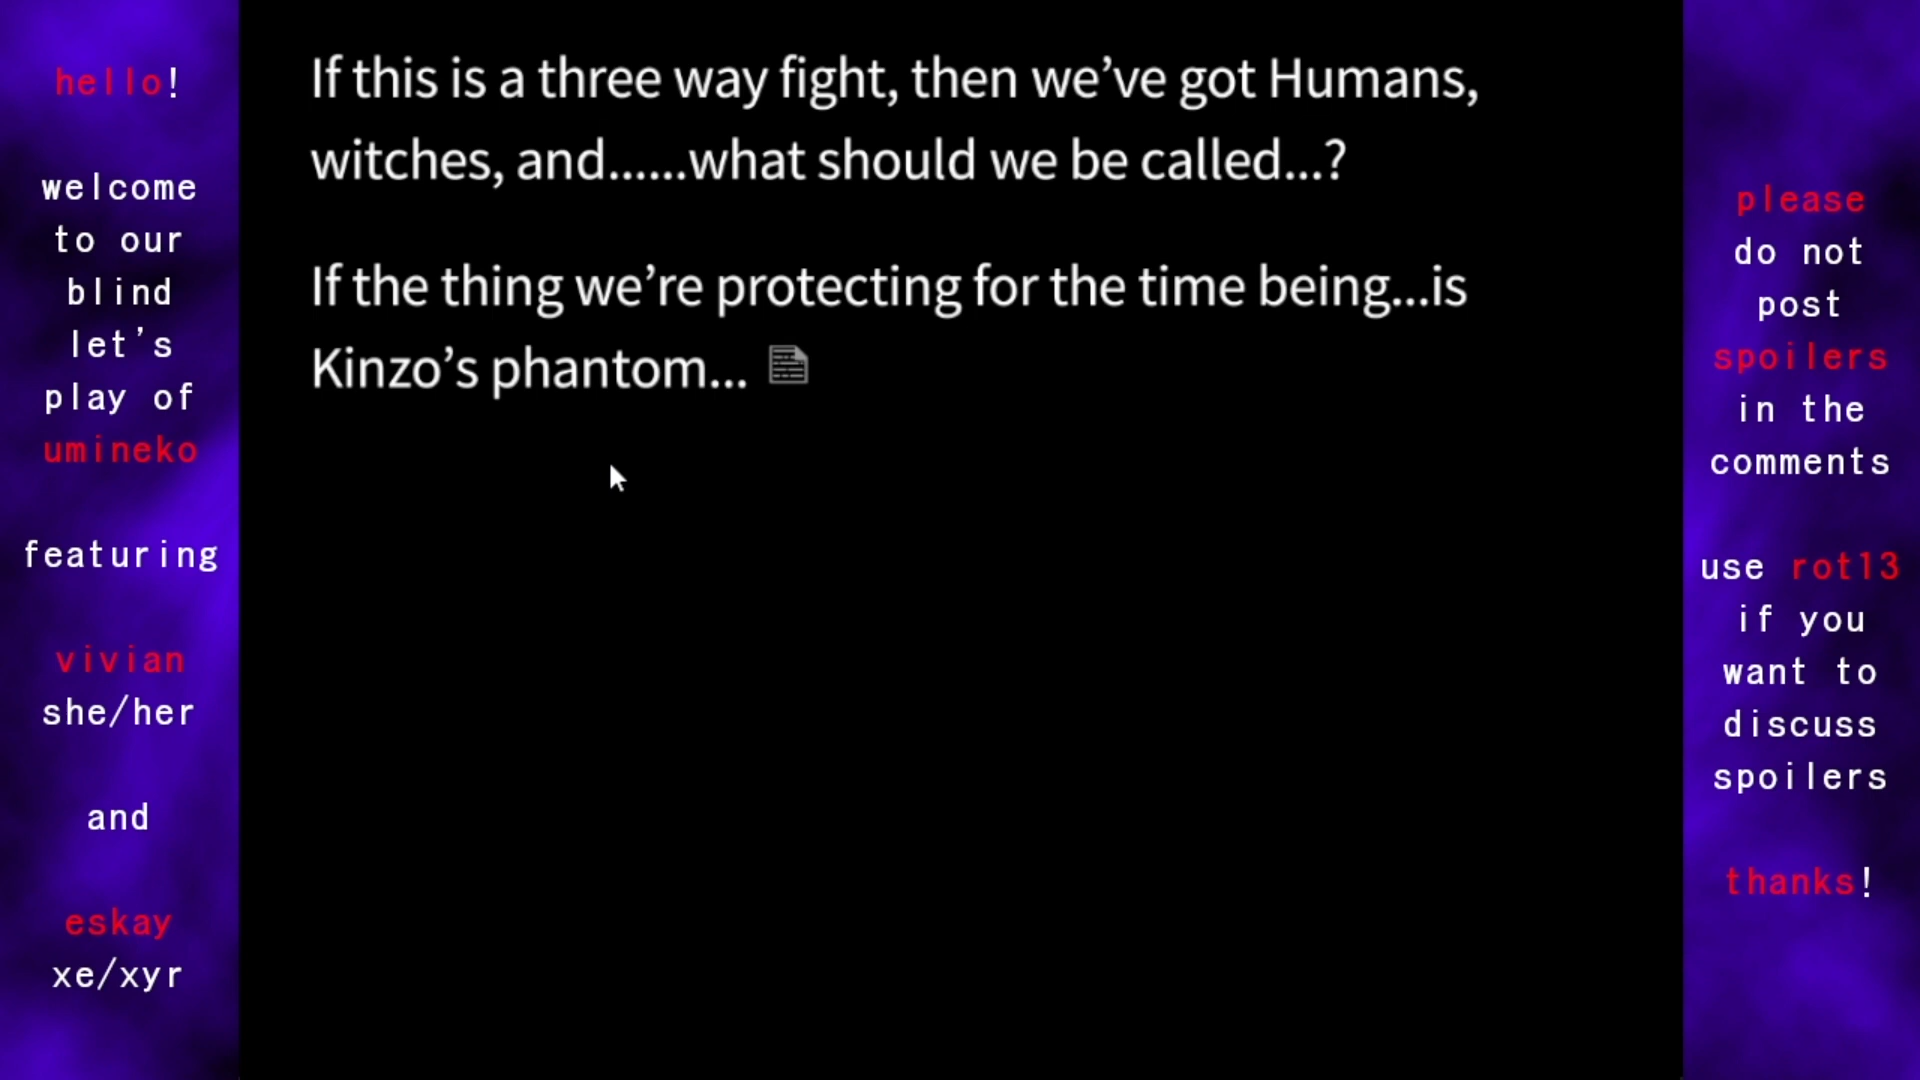 hello!
welcome
to our
blind
let's
play of
umineko
featuring
vivian
she/her
and
eskay
xe/xyr
If this is a three way fight, then we’ve got Humans,
witches, and......what should we be called...?
If the thing we’re protecting for the time being...is
Kinzo’s phantom...
please
do not
post
spoilers
in the
comments
use rot13
if you
want to
discuss
spoilers
thanks!